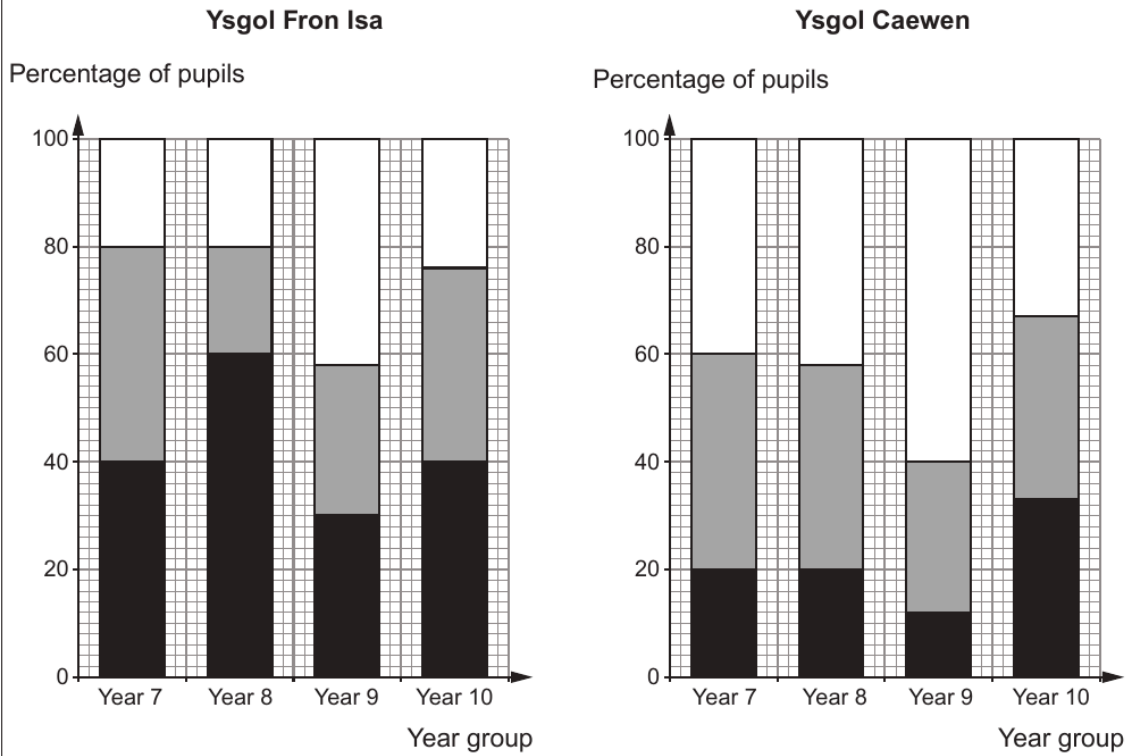 Ysgol Fron Isa
Percentage of pupils
100
80
60
40
20
0
Year 7 Year 8 Year 9 Year 10
Year group
Ysgol Caewen
Percentage of pupils
100
80
60
40
20
0
Year 7 Year 8 Year 9 Year 10
Year group